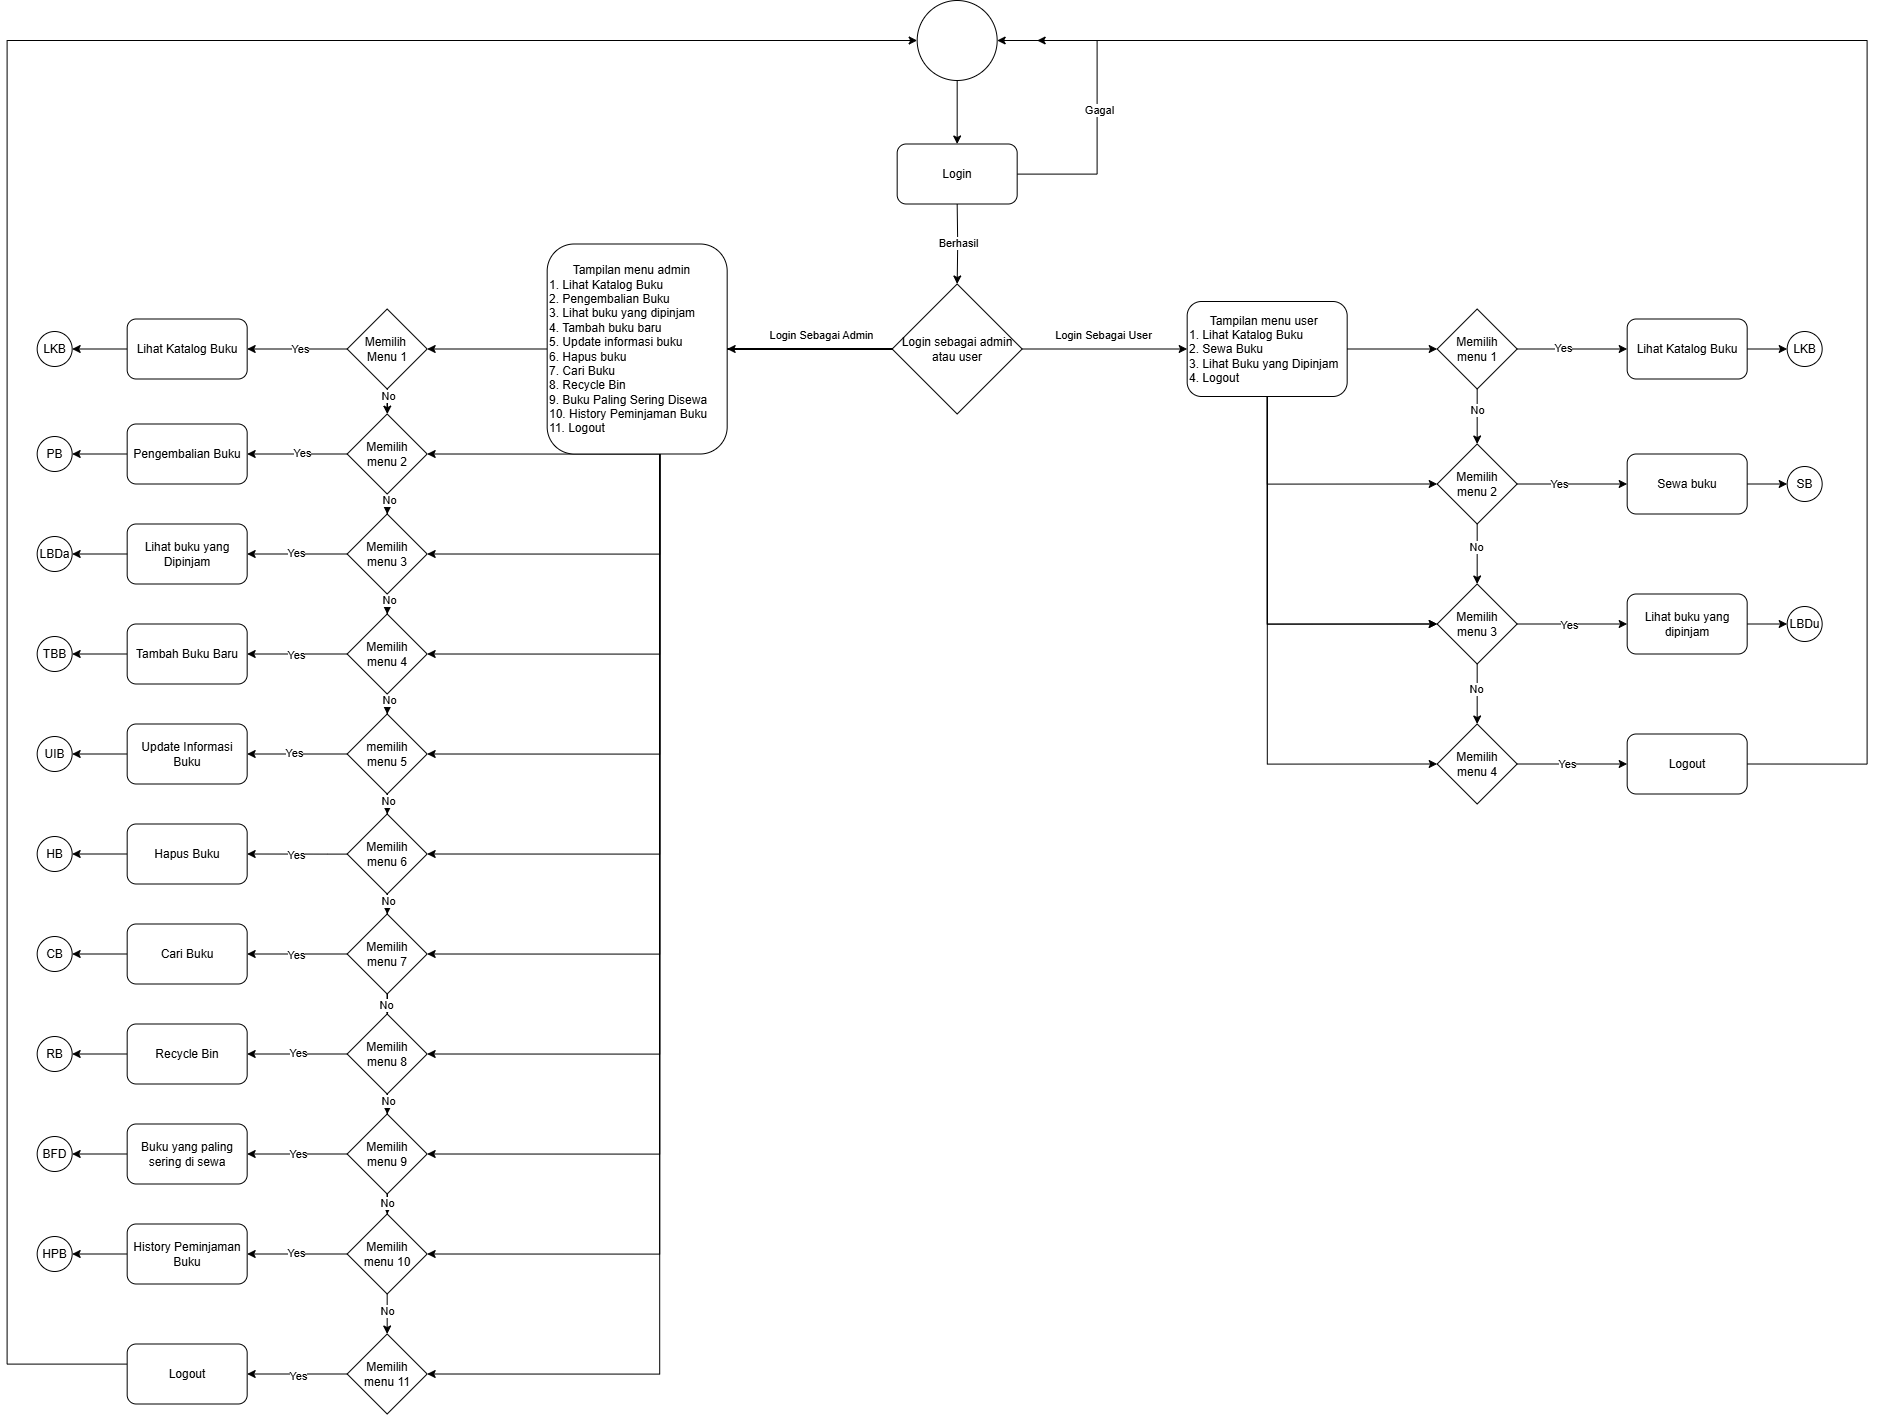 Gagal
Login
Berhasil
Login sebagai admin
atau user
Login Sebagai Admin
Login Sebagai User
Tampilan menu admin
1. Lihat Katalog Buku
2. Pengembalian Buku
3. Lihat buku yang dipinjam
4. Tambah buku baru
5. Update informasi buku
6. Hapus buku
7. Cari Buku
8. Recycle Bin
9. Buku Paling Sering Disewa
10. History Peminjaman Buku
11. Logout
Memilih
Menu 1
Yes
Lihat Katalog Buku
LKB
No
Memilih
menu 2
Yes
Pengembalian Buku
PB
No
Memilih
menu 3
Yes
Lihat buku yang
Dipinjam
LBDa
No
Memilih
menu 4
Yes
Tambah Buku Baru
TBB
No
memilih
menu 5
Yes
Update Informasi
Buku
UIB
No
Memilih
menu 6
Yes
Hapus Buku
HB
No
Memilih
menu 7
Yes
Cari Buku
CB
No
Memilih
menu 8
Yes
Recycle Bin
RB
No
Memilih
menu 9
Yes
Buku yang paling
sering di sewa
BFD
No
Memilih
menu 10
Yes
History Peminjaman
Buku
HPB
No
Memilih
menu 11
Yes
Logout
Tampilan menu user
1. Lihat Katalog Buku
2. Sewa Buku
3. Lihat Buku yang Dipinjam
4. Logout
Memilih
menu 1
Yes
Lihat Katalog Buku
LKB
No
Memilih
menu 2
Yes
Sewa buku
SB
No
Memilih
menu 3
Yes
Lihat buku yang
dipinjam
LBDu
No
Memilih
menu 4
Yes
Logout